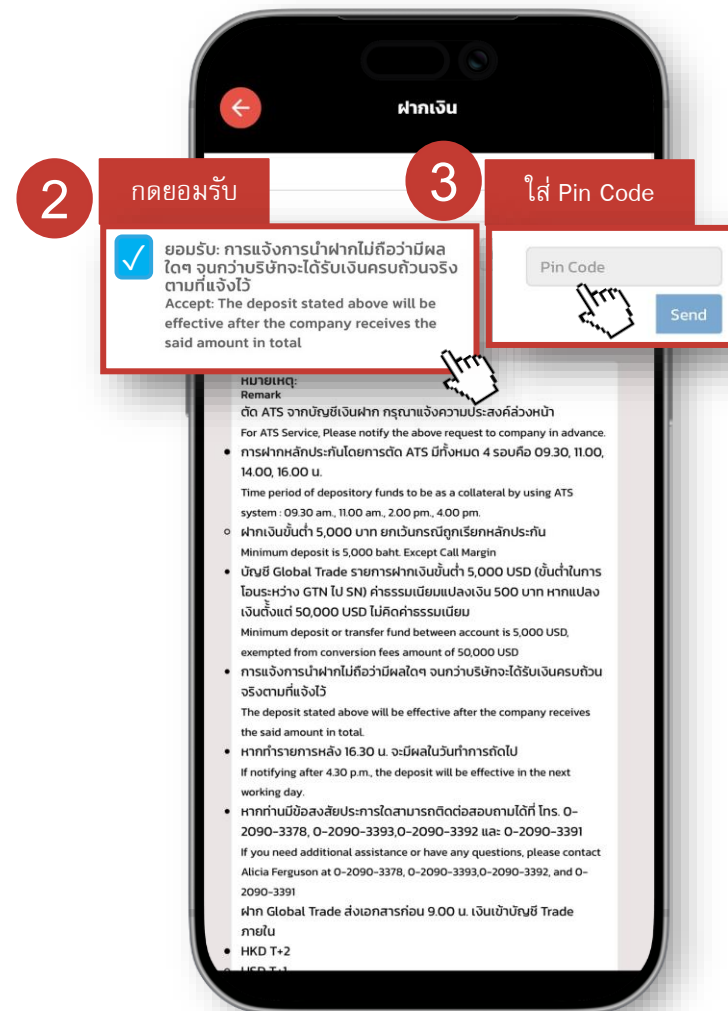 ฝากเงิน
2
กดยอมรับ
3
ใส่ Pin Code
ยอมรับ: การแจ้งการนำฝากไม่ถือว่ามีผล
ใดๆ จนกว่าบริษัทจะได้รับเงินครบถ้วนจริง
ตามที่แจ้งไว้
Accept: The deposit stated above will be
effective after the company receives the
said amount in total
Pin Code
Send
หมายเหตุ:
Remark
ตัด ATS จากบัญชีเงินฝาก กรุณาแจ้งความประสงค์ล่วงหน้า
For ATS Service, Please notify the above request to company in advance.
การฝากหลักประกันโดยการตัด ATS มีทั้งหมด 4 รอบคือ 09.30, 11.00,
14.00, 16.00 น.
Time period of depository funds to be as a collateral by using ATS
system : 09.30 am., 11.00 am., 2.00 pm., 4.00 pm.
ฝากเงินขั้นต่ำ 5,000 บาท ยกเว้นกรณีถูกเรียกหลักประกัน
Minimum deposit is 5,000 baht. Except Call Margin
บัญชี Global Trade รายการฝากเงินขั้นต่ำ 5,000 USD (ขั้นต่ำในการ
โอนระหว่าง GTN ไป SN) ค่าธรรมเนียมแปลงเงิน 500 บาท หากแปลง
เงินตั้งแต่ 50,000 USD ไม่คิดค่าธรรมเนียม
Minimum deposit or transfer fund between account is 5,000 USD,
exempted from conversion fees amount of 50,000 USD
การแจ้งการนำฝากไม่ถือว่ามีผลใดๆ จนกว่าบริษัทจะได้รับเงินครบถ้วน
จริงตามที่แจ้งไว้
The deposit stated above will be effective after the company receives
the said amount in total.
หากทำรายการหลัง 16.30 น. จะมีผลในวันทำการถัดไป
If notifying after 4.30 p.m., the deposit will be effective in the next
working day.
หากท่านมีข้อสงสัยประการใดสามารถติดต่อสอบถามได้ที่ โทร. 0-
2090-3378, 0-2090-3393,0-2090-3392 และ 0-2090-3391
If you need additional assistance or have any questions, please contact
Alicia Ferguson at 0-2090-3378, 0-2090-3393,0-2090-3392, and 0-
2090-3391
ฝาก Global Trade ส่งเอกสารก่อน 9.00 น. เงินเข้าบัญชี Trade
ภายใน
HKD T+2
USD T+1